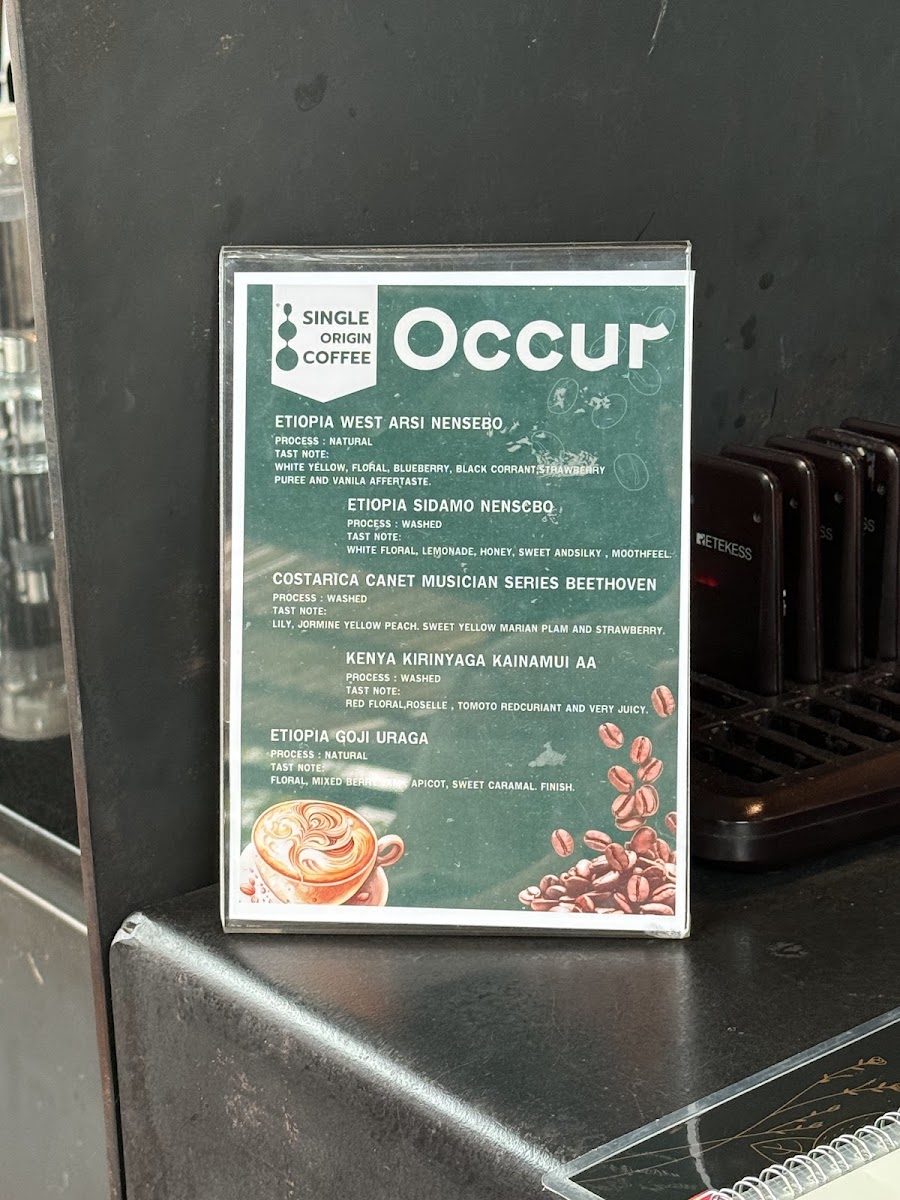 SINGLE
ORIGIN
COFFEE
Occur
ETIOPIA WEST ARSI NENSEBO
PROCESS : NATURAL
TAST NOTE:
WHITE YELLOW, FLORAL, BLUEBERRY, BLACK CORRANT,STRAWBERRY
PUREE AND VANILA AFFERTASTE.
ETIOPIA SIDAMO NENSCBO
PROCESS : WASHED
TAST NOTE:
WHITE FLORAL, LEMONADE, HONEY, SWEET ANDSILKY , MOOTHFEEL.
COSTARICA CANET MUSICIAN SERIES BEETHOVEN
PROCESS : WASHED
TAST NOTE:
LILY, JORMINE YELLOW PEACH. SWEET YELLOW MARIAN PLAM AND STRAWBERRY.
KENYA KIRINYAGA KAINAMUI AA
PROCESS : WASHED
TAST NOTE:
RED FLORAL,ROSELLE , TOMOTO REDCURIANT AND VERY JUICY.
ETIOPIA GOJI URAGA
PROCESS : NATURAL
TAST NOTE:
FLORAL, MIXED APICOT, SWEET CARAMAL. FINISH.
RETEKESS